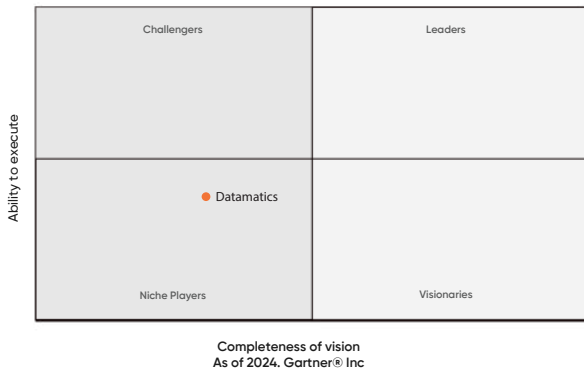 Challengers
Leaders
Ability to execute
Datamatics
Niche Players
Visionaries
Completeness of vision
As of 2024. Gartner® Inc